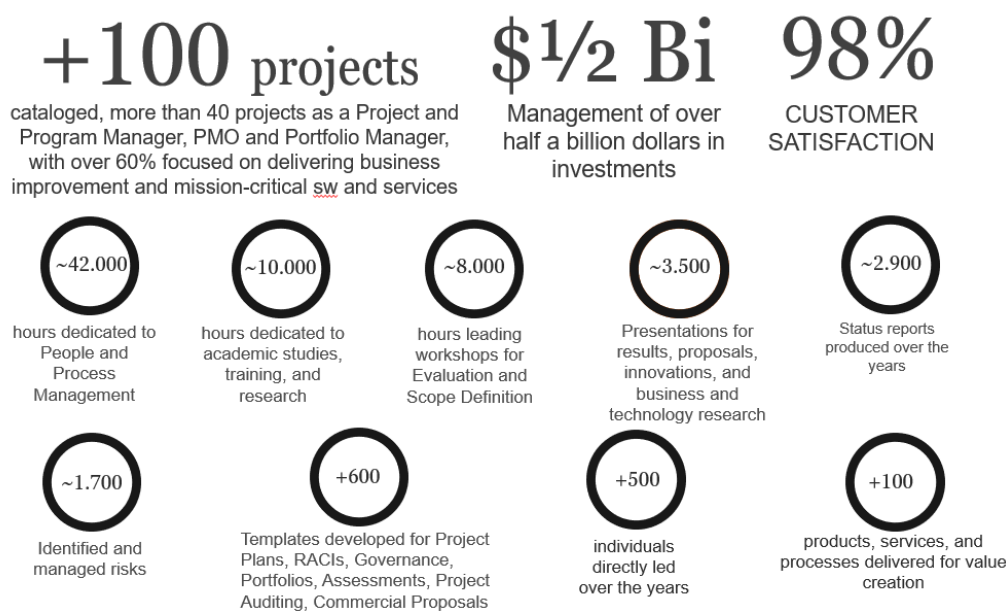 +100 projects
cataloged, more than 40 projects as a Project and
Program Manager, PMO and Portfolio Manager,
with over 60% focused on delivering business
improvement and mission-critical sw and services
$½ Bi
Management of over
half a billion dollars in
investments
98%
CUSTOMER
SATISFACTION
~42.000
hours dedicated to
People and
Process
Management
~10.000
hours dedicated to
academic studies,
training, and
research
~8.000
hours leading
workshops for
Evaluation and
Scope Definition
~3.500
Presentations for
results, proposals,
innovations, and
business and
technology research
~2.900
Status reports
produced over the
years
~1.700
Identified and
managed risks
+600
Templates developed for Project
Plans, RACIs, Governance,
Portfolios, Assessments, Project
Auditing, Commercial Proposals
+500
individuals
directly led
over the years
+100
products, services, and
processes delivered for value
creation